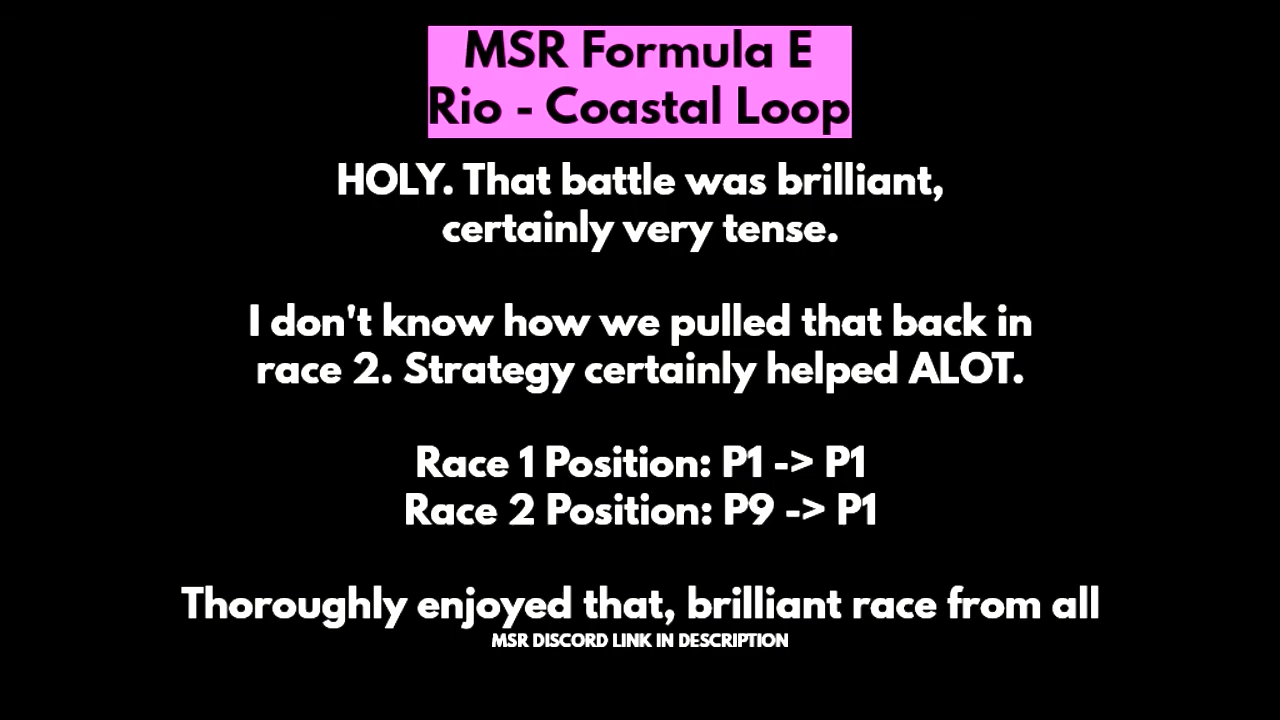 MSR Formula E
Rio - Coastal Loop
HOLY. That battle was brilliant,
certainly very tense.
I don't know how we pulled that back in
race 2. Strategy certainly helped ALOT.
Race 1 Position: P1 -> P1
Race 2 Position: P9 -> P1
Thoroughly enjoyed that, brilliant race from all
MSR DISCORD LINK IN DESCRIPTION